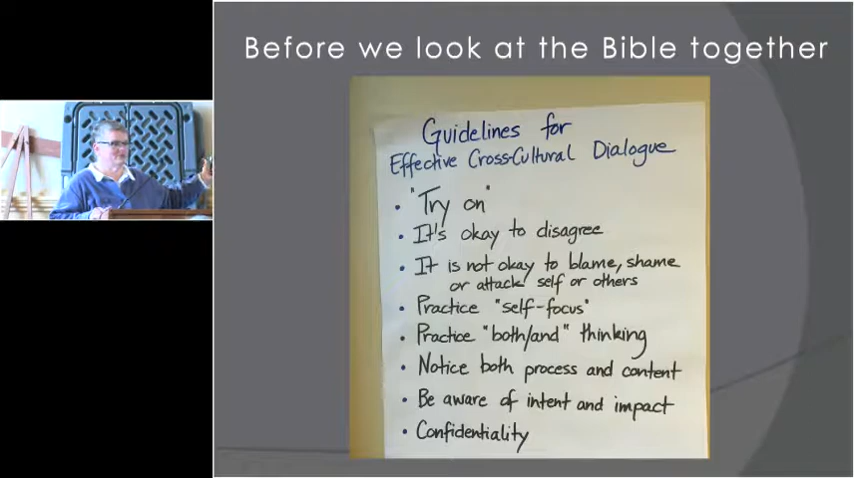 Before we look at the Bible together
Guidelines for
Effective Cross-Cultural Dialogue
• "Try on"
• It's okay to disagree
• It is not okay to blame, shame
or attack self or others
• Practice "self-focus"
• Practice "both/and" thinking
• Notice both process and content
• Be aware of intent and impact
• Confidentiality